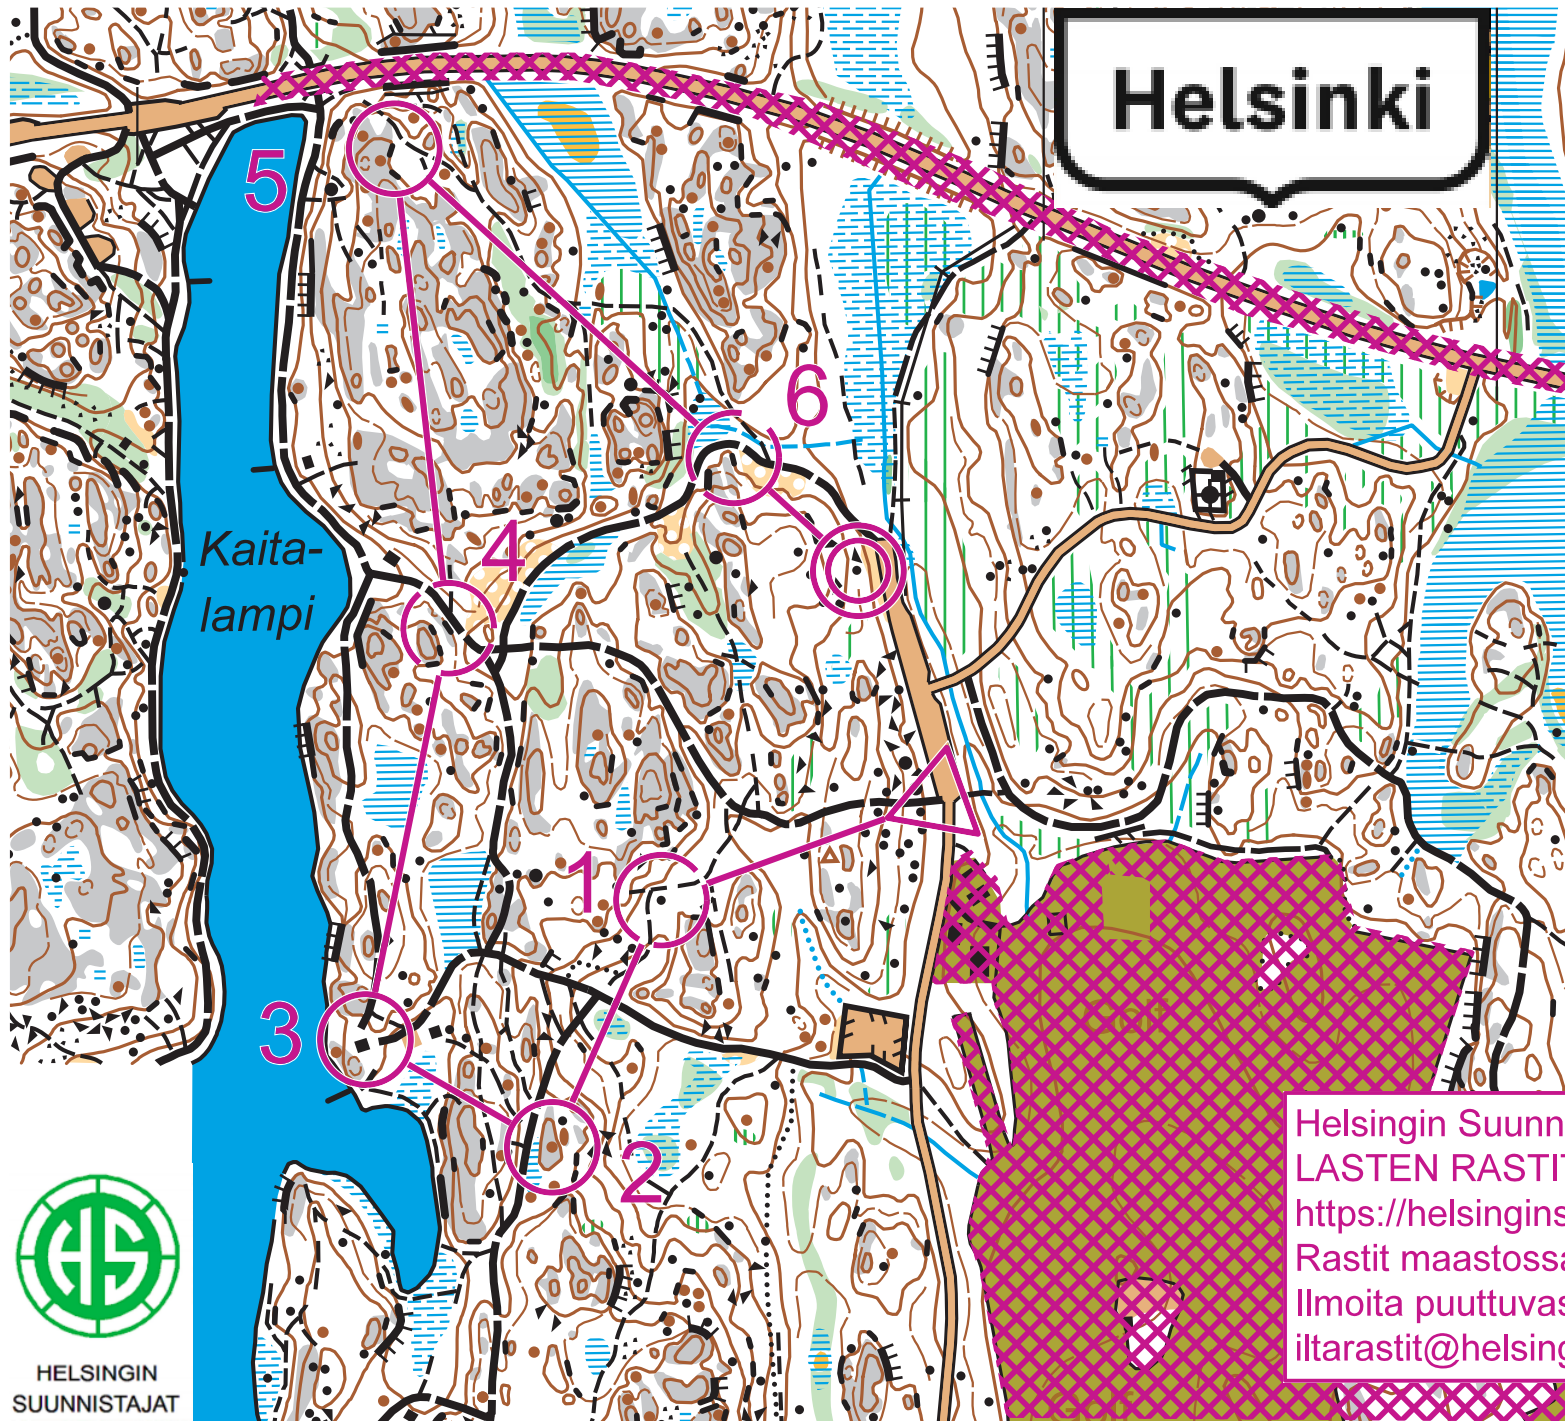 Helsinki
5
6
4
Kaita-
lampi
1
3
2
Helsingin Suunn
LASTEN RASTIT
https://helsingins
Rastit maastossa
Ilmoita puuttuvas
iltarastit@helsing
HELSINGIN
SUUNNISTAJAT